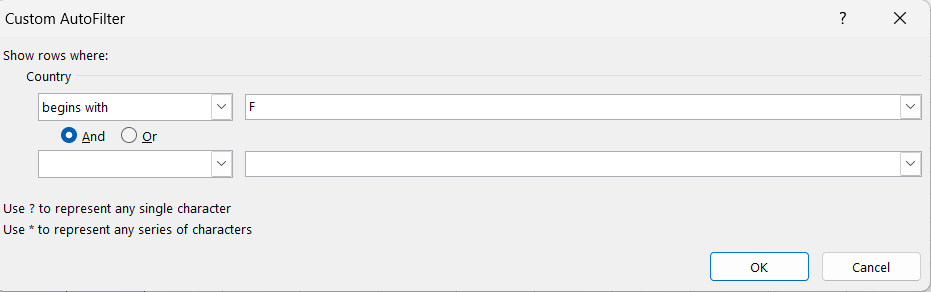 Custom AutoFilter ?
Show rows where:
Country
begins with F
And Or
Use ? to represent any single character
Use * to represent any series of characters
OK Cancel